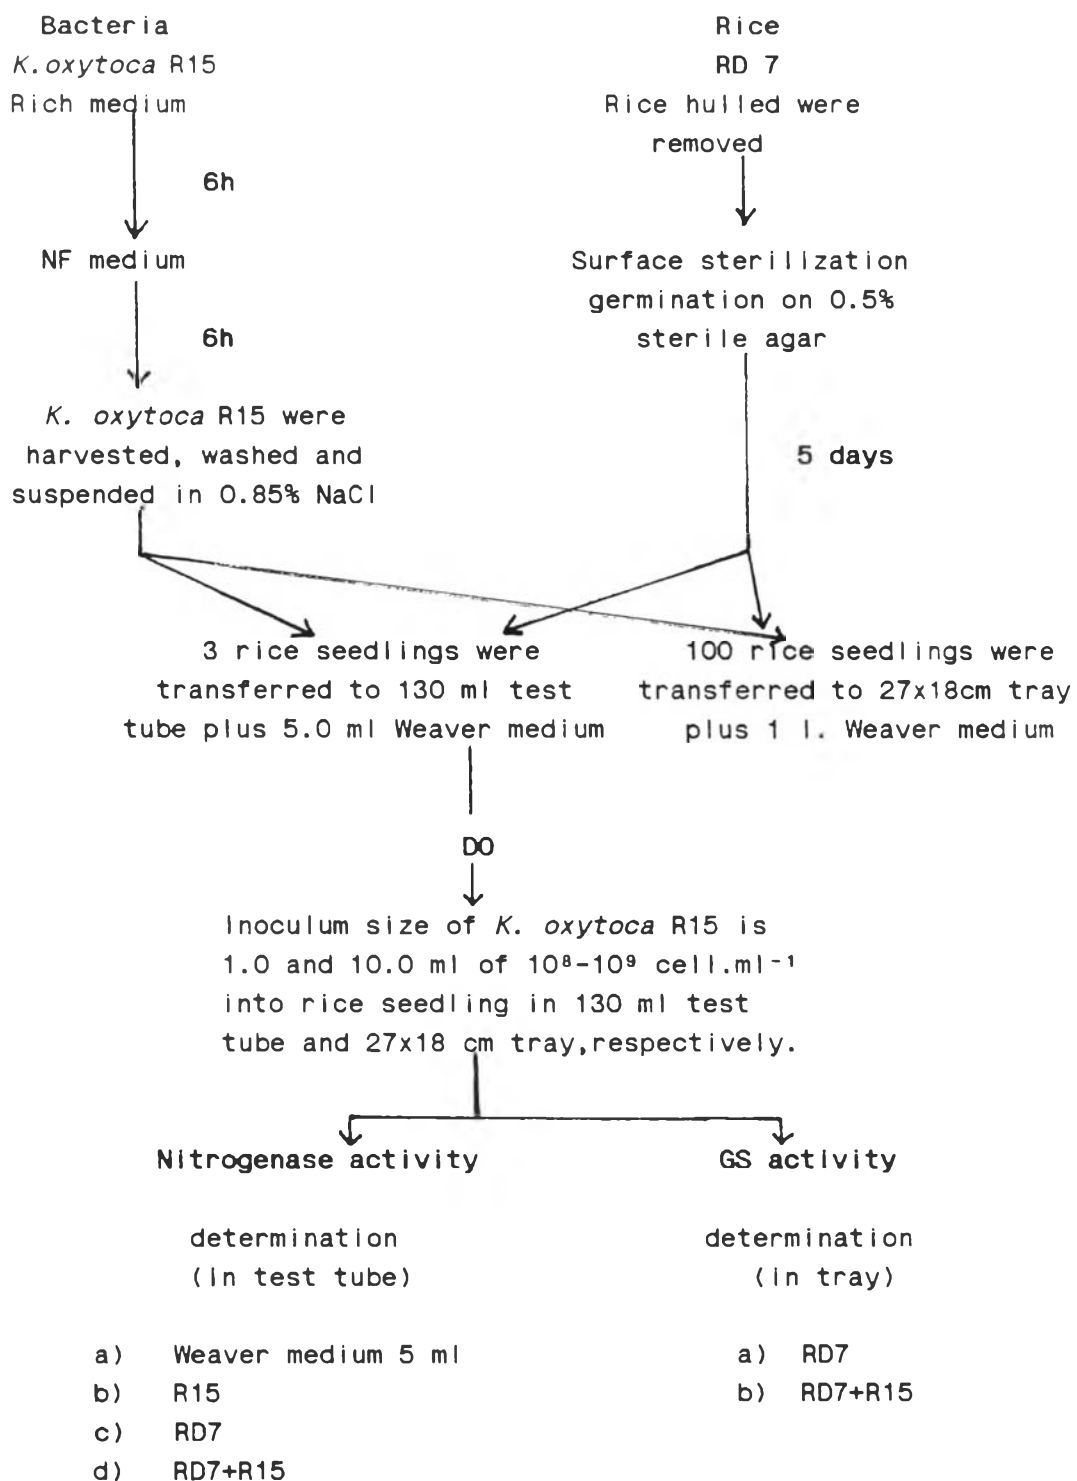 Bacteria
K.oxytoca R15
Rich medium
6h
NF medium
6h
K. oxytoca R15 were
harvested, washed and
suspended in 0.85% NaCl
Rice
RD 7
Rice hulled were
removed
Surface sterilization
germination on 0.5%
sterile agar
5 days
3 rice seedlings were
transferred to 130 ml test
tube plus 5.0 ml Weaver medium
100 rice seedlings were
transferred to 27x18cm tray
plus 1 l. Weaver medium
DO
Inoculum size of K. oxytoca R15 is
1.0 and 10.0 ml of 10⁸-10⁹ cell.ml⁻¹
into rice seedling in 130 ml test
tube and 27x18 cm tray,respectively.
Nitrogenase activity
determination
(in test tube)
a) Weaver medium 5 ml
b) R15
c) RD7
d) RD7+R15
GS activity
determination
(in tray)
a) RD7
b) RD7+R15